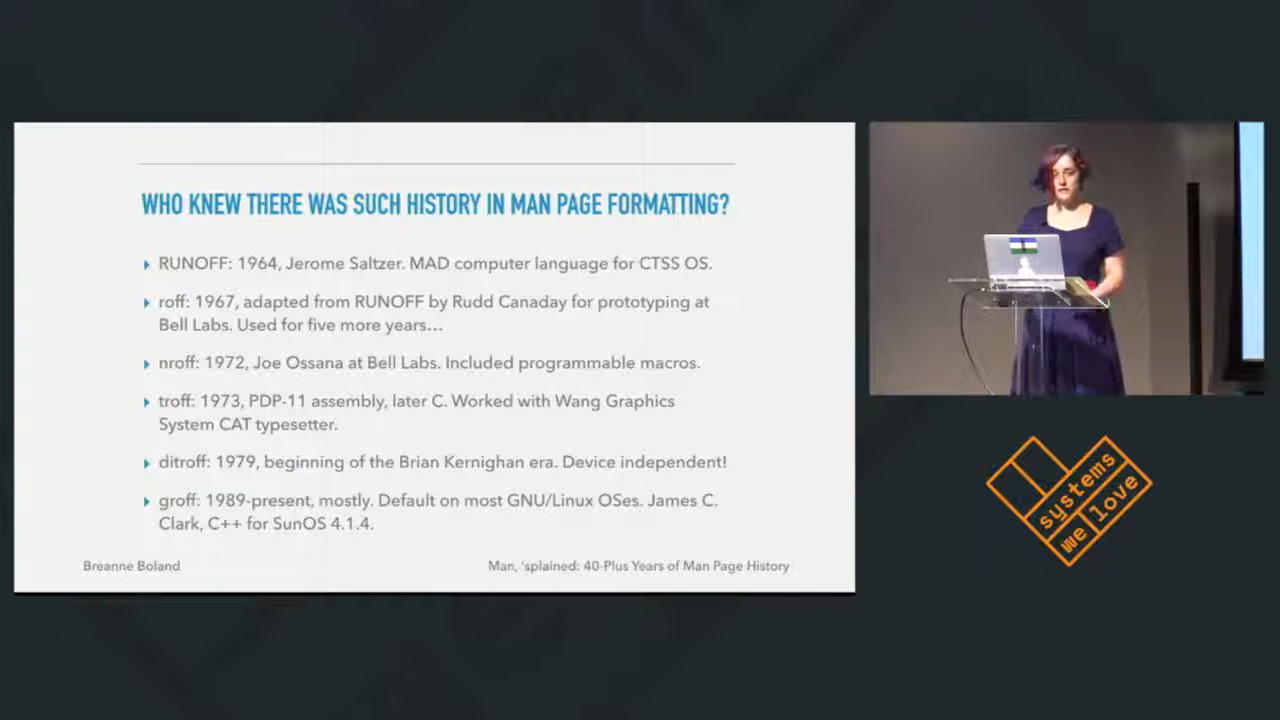 WHO KNEW THERE WAS SUCH HISTORY IN MAN PAGE FORMATTING?
RUNOFF: 1964, Jerome Saltzer. MAD computer language for CTSS OS.
roff: 1967, adapted from RUNOFF by Rudd Canaday for prototyping at
Bell Labs. Used for five more years…
nroff: 1972, Joe Ossana at Bell Labs. Included programmable macros.
troff: 1973, PDP-11 assembly, later C. Worked with Wang Graphics
System CAT typesetter.
ditroff: 1979, beginning of the Brian Kernighan era. Device independent!
groff: 1989-present, mostly. Default on most GNU/Linux OSes. James C.
Clark, C++ for SunOS 4.1.4.
Breanne Boland
Man, ‘splained: 40-Plus Years of Man Page History
systems
we love